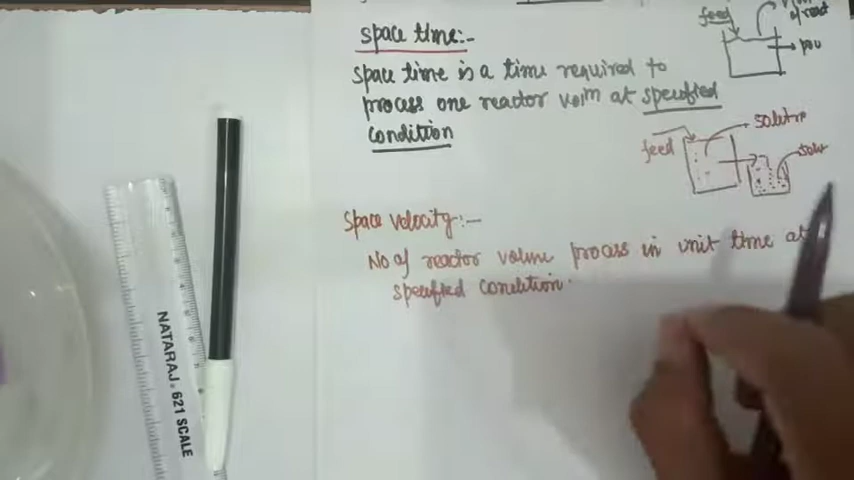 feed
Space time:-
Space time is a time required to
process one reactor volm at specified
condition
feed
Space velocity:-
No of reactor volume process in unit time at
specified condition.
NATARAJ 621 SCALE